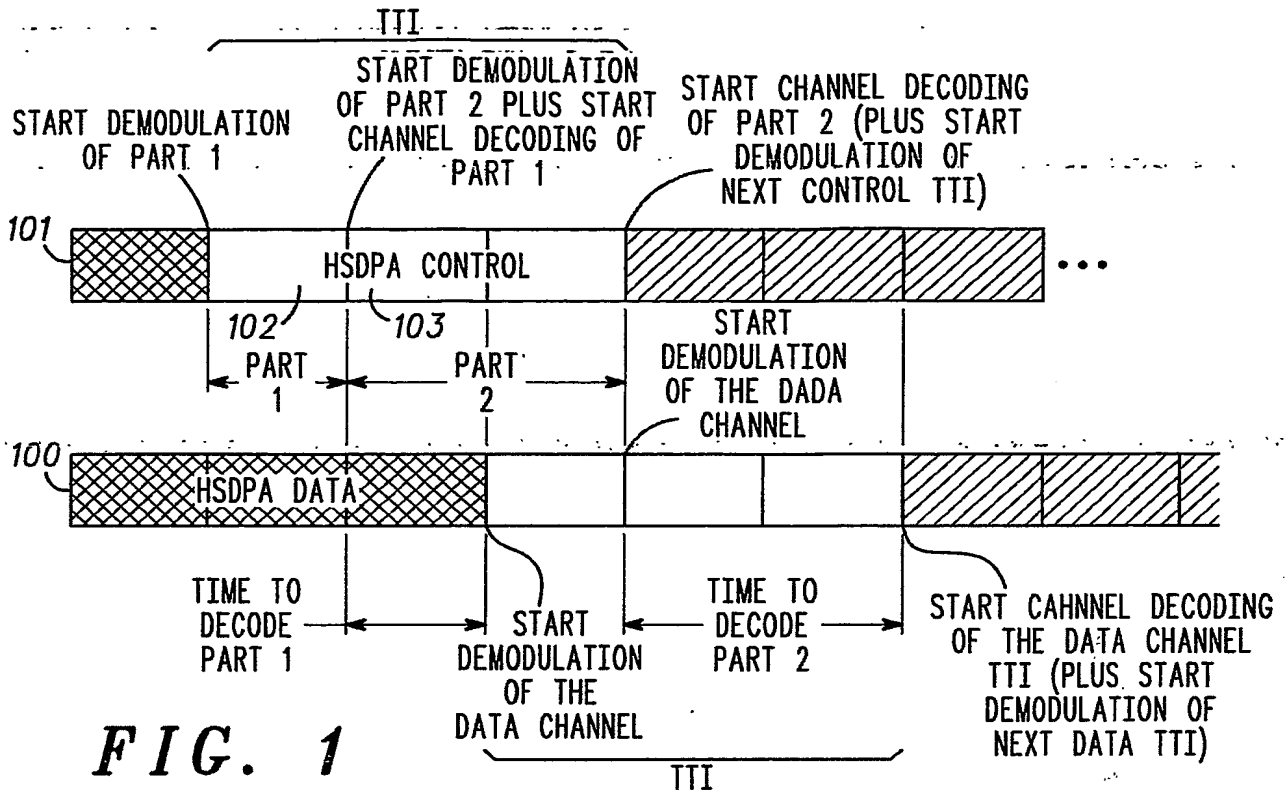 TTI
START DEMODULATION
OF PART 1
START DEMODULATION
OF PART 2 PLUS START
CHANNEL DECODING OF
PART 1
START CHANNEL DECODING
OF PART 2 (PLUS START
DEMODULATION OF
NEXT CONTROL TTI)
101
HSDPA CONTROL
102
103
PART
1
PART
2
START
DEMODULATION
OF THE DADA
CHANNEL
100
HSDPA DATA
TIME TO
DECODE
PART 1
START
DEMODULATION
OF THE
DATA CHANNEL
TIME TO
DECODE
PART 2
START CAHNNEL DECODING
OF THE DATA CHANNEL
TTI (PLUS START
DEMODULATION OF
NEXT DATA TTI)
TTI
FIG. 1